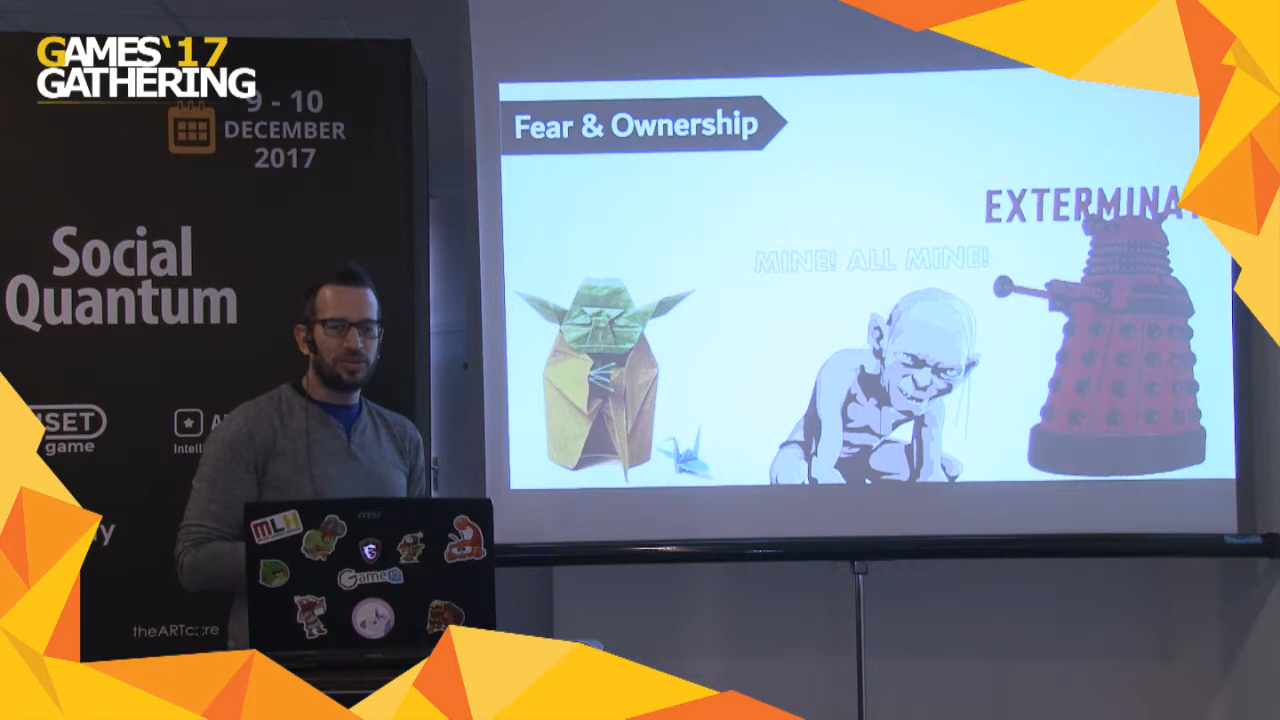 GAMES'17
GATHERING
9 - 10
DECEMBER
2017
Social
Quantum
game
theARTcore
MLH
msi
Game
Fear & Ownership
MINE! ALL MINE!
EXTERMINA